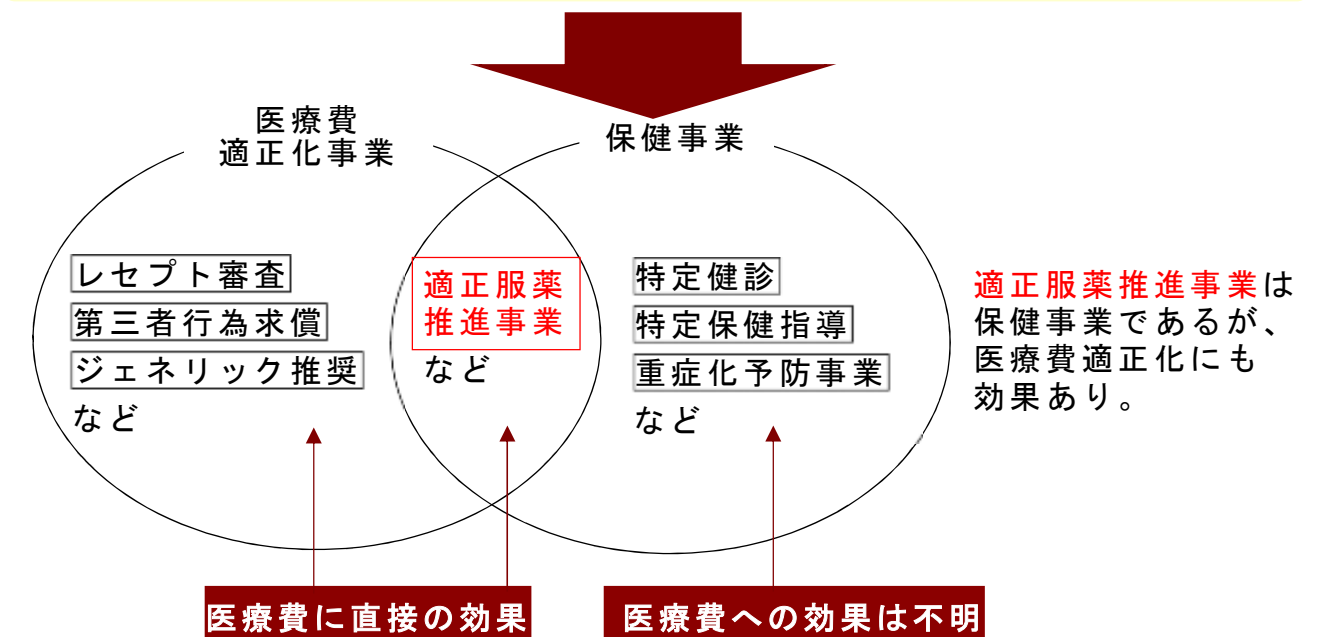 医療費
適正化事業
保健事業
レセプト審査
第三者行為求償
ジェネリック推奨
など
適正服薬
推進事業
など
特定健診
特定保健指導
重症化予防事業
など
適正服薬推進事業は
保健事業であるが、
医療費適正化にも
効果あり。
医療費に直接の効果
医療費への効果は不明